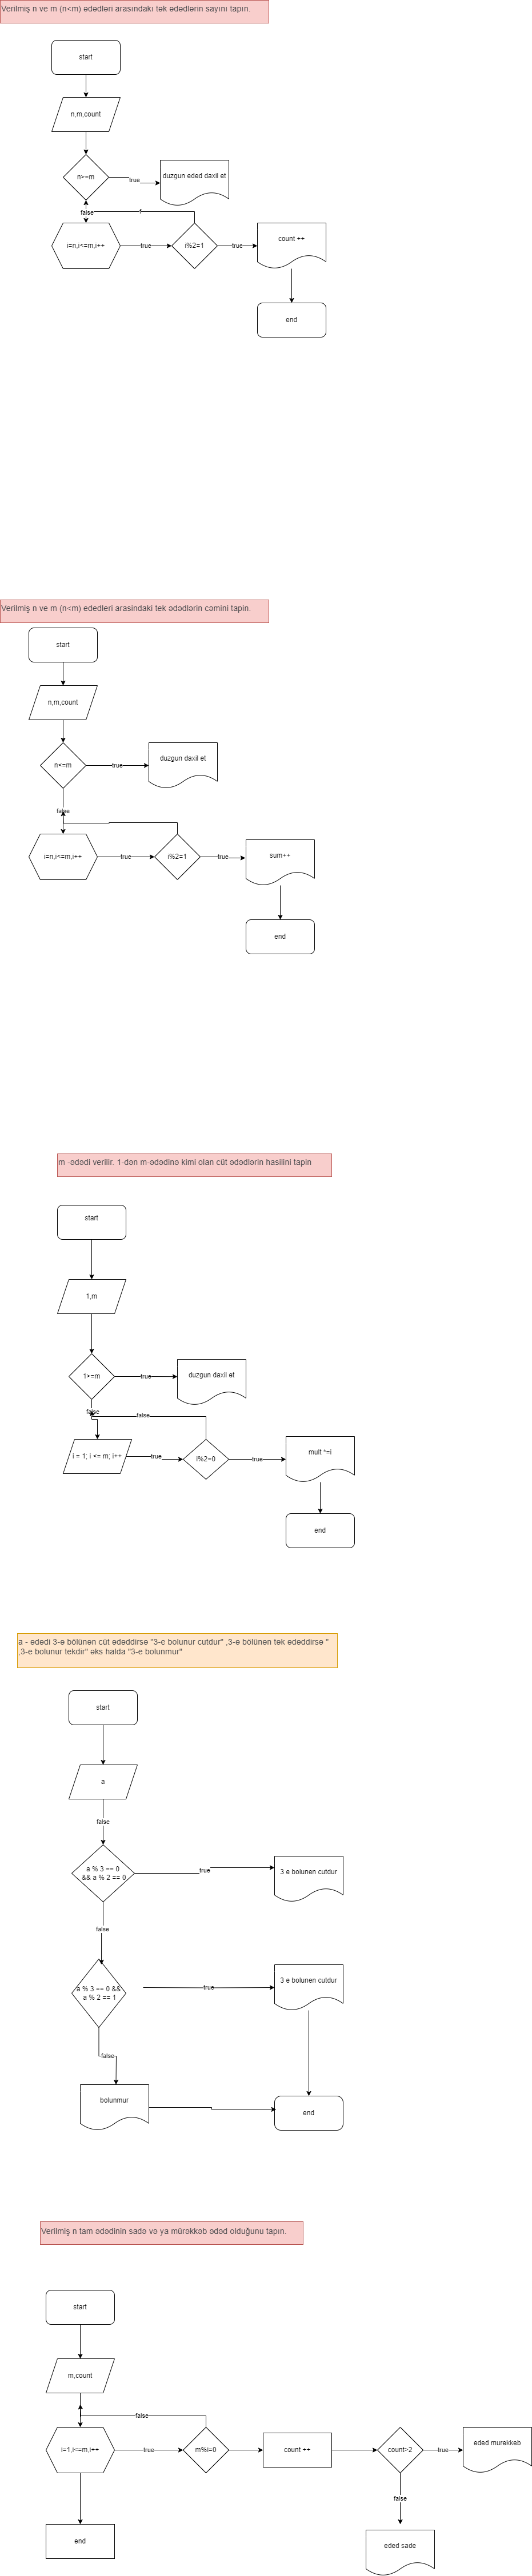 Verilmiş n ve m (n<m) ədədləri arasındakı tək ədədlərin sayını tapın.
start
n,m,count
n>=m
true
duzgun eded daxil et
false
f
i=n,i<=m,i++
true
i%2=1
true
count ++
end
Verilmiş n ve m (n<m) ededleri arasindaki tek ədədlərin cəmini tapin.
start
n,m,count
n<=m
true
duzgun daxil et
false
i=n,i<=m,i++
true
i%2=1
true
sum++
end
m -ədədi verilir. 1-dən m-ədədinə kimi olan cüt ədədlərin hasilini tapin
start
1,m
1>=m
true
duzgun daxil et
false
false
i = 1; i <= m; i++
true
i%2=0
true
mult *=i
end
a - ədədi 3-ə bölünən cüt ədəddirsə "3-e bolunur cutdur" ,3-ə bölünən tək ədəddirsə "
,3-e bolunur tekdir" əks halda "3-e bolunmur"
start
a
false
a % 3 == 0
&& a % 2 == 0
true
3 e bolunen cutdur
false
a % 3 == 0 &&
a % 2 == 1
true
3 e bolunen cutdur
false
bolunmur
end
Verilmiş n tam ədədinin sadə və ya mürəkkəb ədəd olduğunu tapın.
start
m,count
false
i=1,i<=m,i++
true
m%i=0
count ++
count>2
true
eded murekkeb
false
end
eded sade